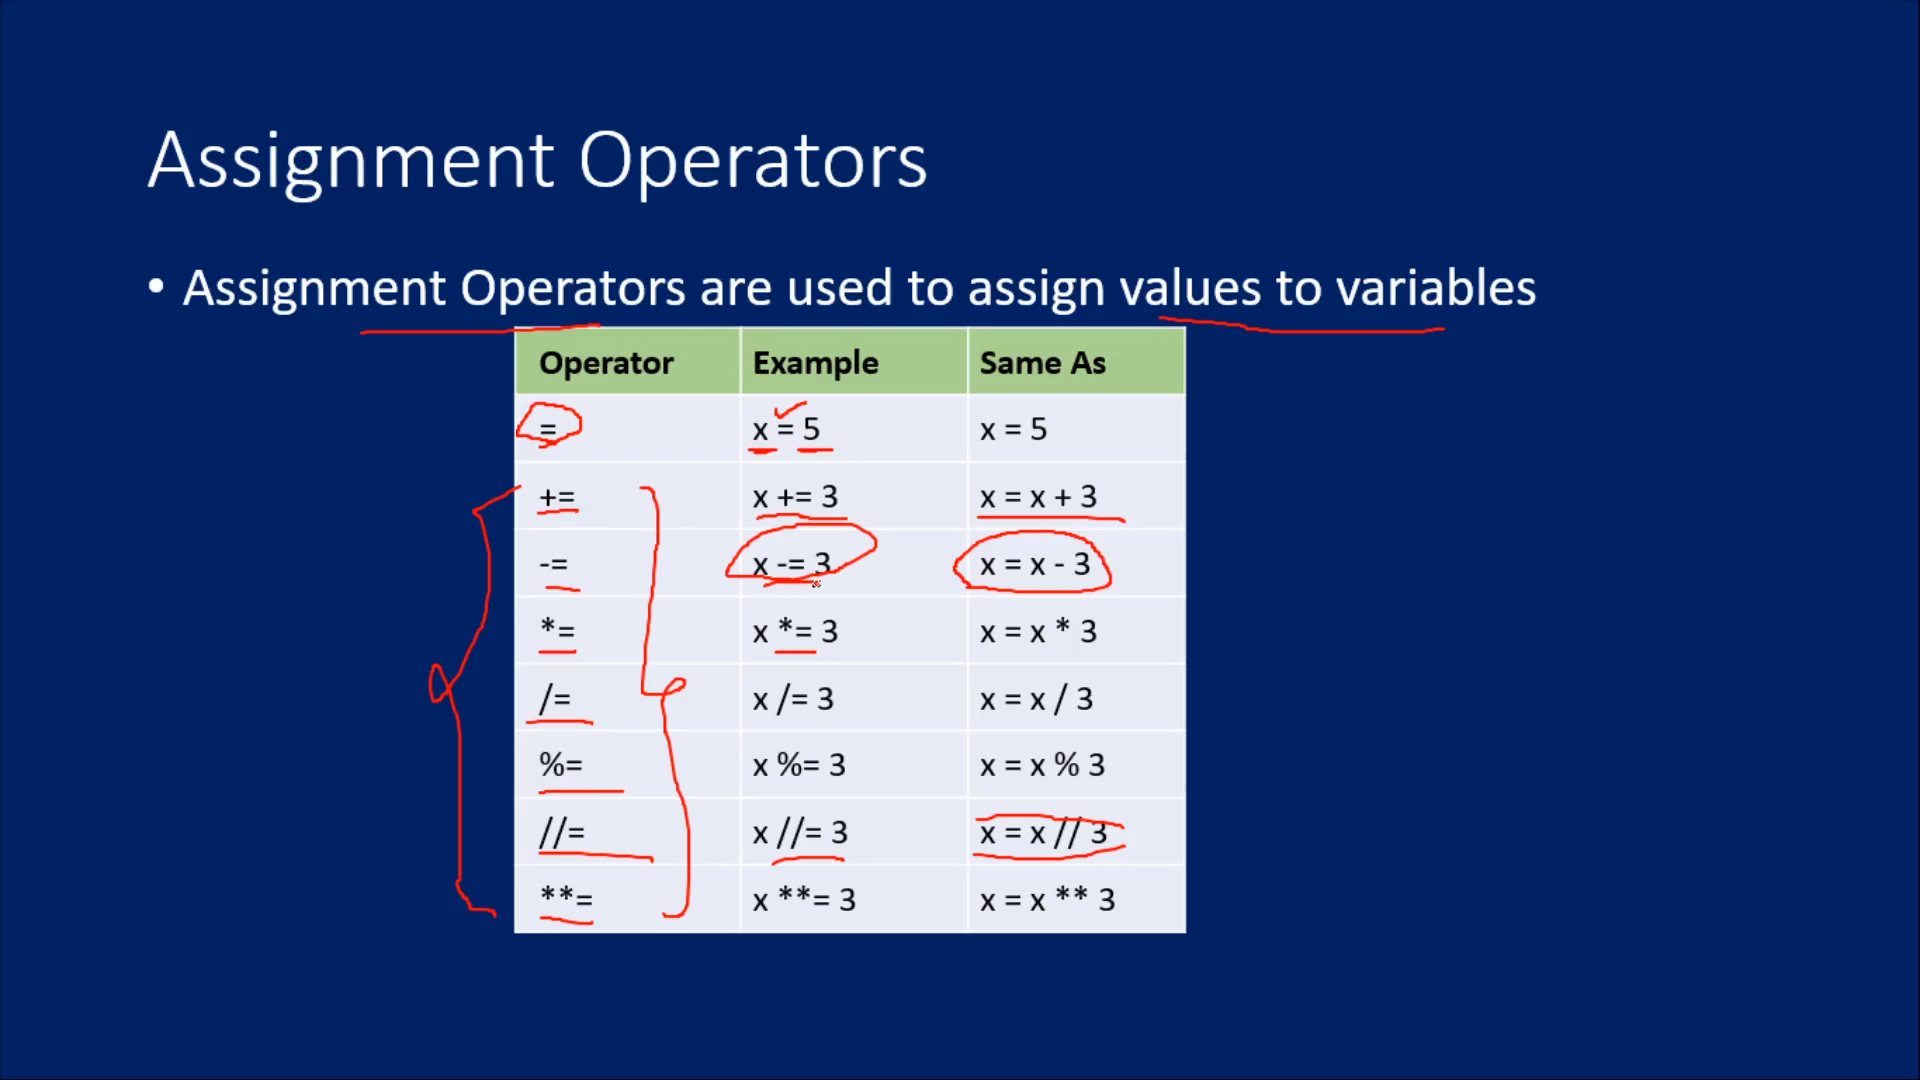 Assignment Operators
• Assignment Operators are used to assign values to variables
Operator Example Same As
= x = 5 x = 5
+= x += 3 x = x + 3
-= x -= 3 x = x - 3
*= x *= 3 x = x * 3
/= x /= 3 x = x / 3
%= x %= 3 x = x % 3
//= x //= 3 x = x // 3
**= x **= 3 x = x ** 3